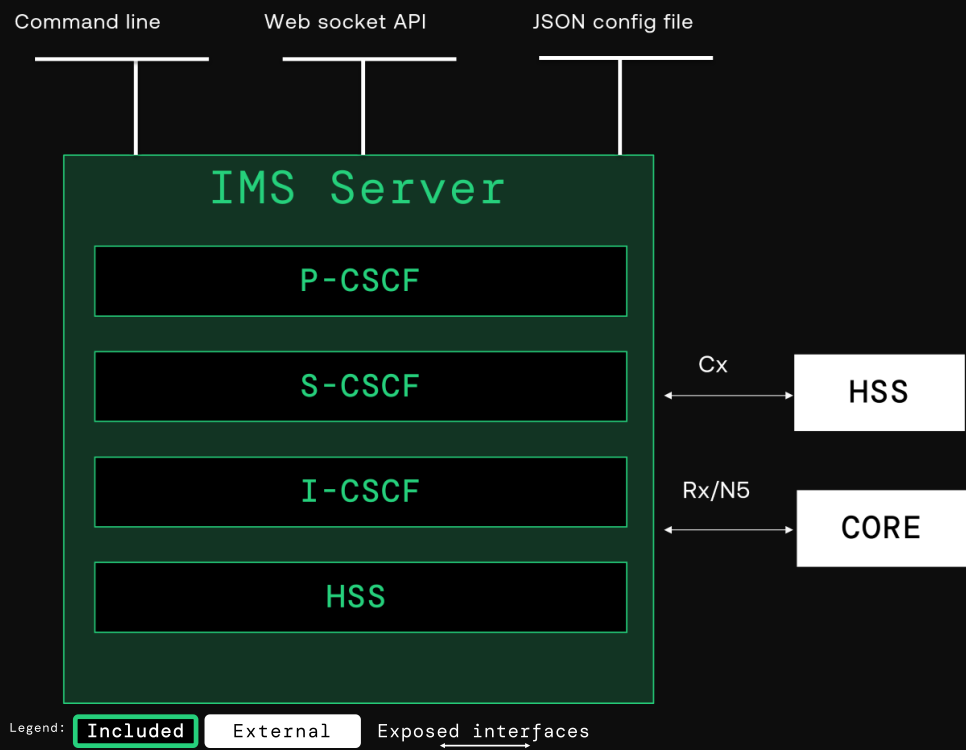 Command line
Web socket API
JSON config file
IMS Server
P-CSCF
S-CSCF
Cx
HSS
I-CSCF
Rx/N5
CORE
HSS
Legend:
Included
External
Exposed interfaces